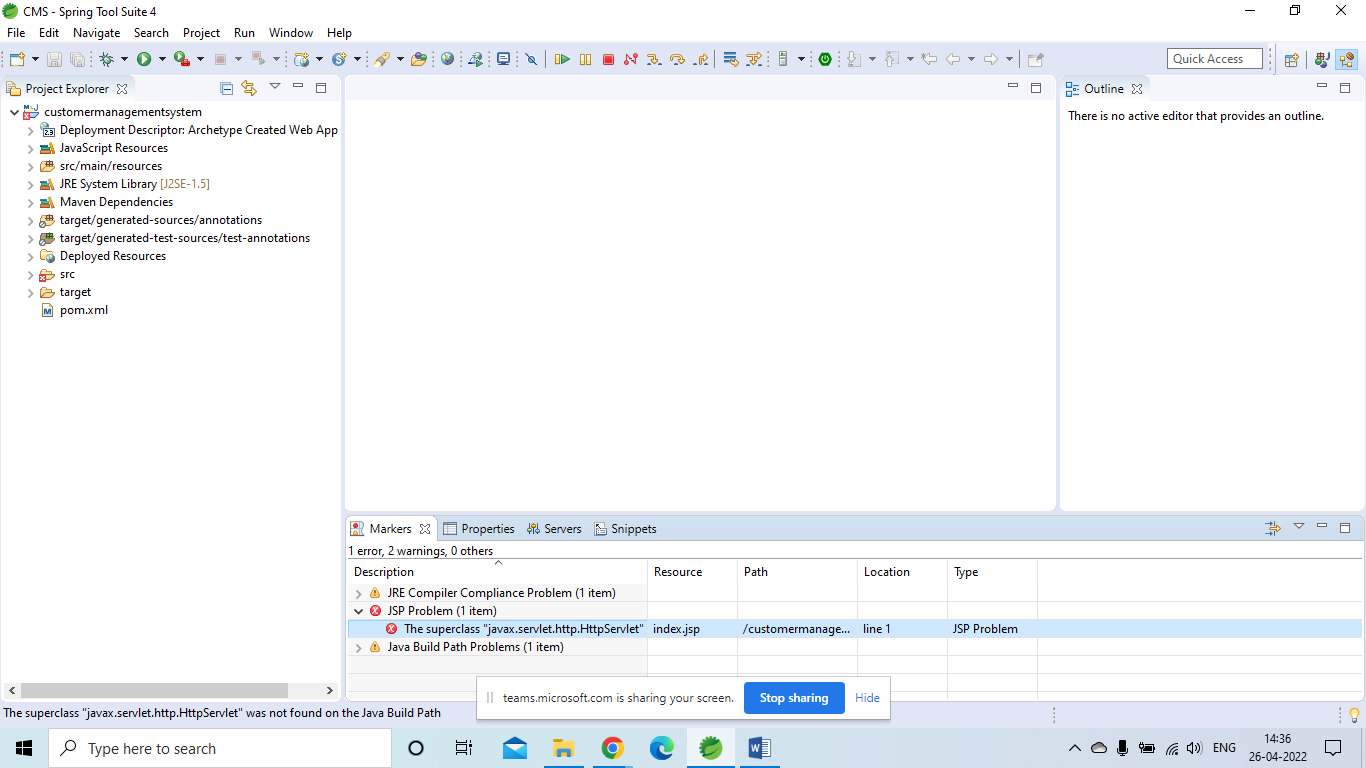 CMS - Spring Tool Suite 4
File Edit Navigate Search Project Run Window Help
Quick Access
Project Explorer
customermanagementsystem
Deployment Descriptor: Archetype Created Web App
JavaScript Resources
src/main/resources
JRE System Library [J2SE-1.5]
Maven Dependencies
target/generated-sources/annotations
target/generated-test-sources/test-annotations
Deployed Resources
src
target
pom.xml
Outline
There is no active editor that provides an outline.
Markers Properties Servers Snippets
1 error, 2 warnings, 0 others
Description Resource Path Location Type
JRE Compiler Compliance Problem (1 item)
JSP Problem (1 item)
The superclass "javax.servlet.http.HttpServlet" index.jsp /customermanage... line 1 JSP Problem
Java Build Path Problems (1 item)
teams.microsoft.com is sharing your screen. Stop sharing Hide
The superclass "javax.servlet.http.HttpServlet" was not found on the Java Build Path
Type here to search
ENG
14:36
26-04-2022